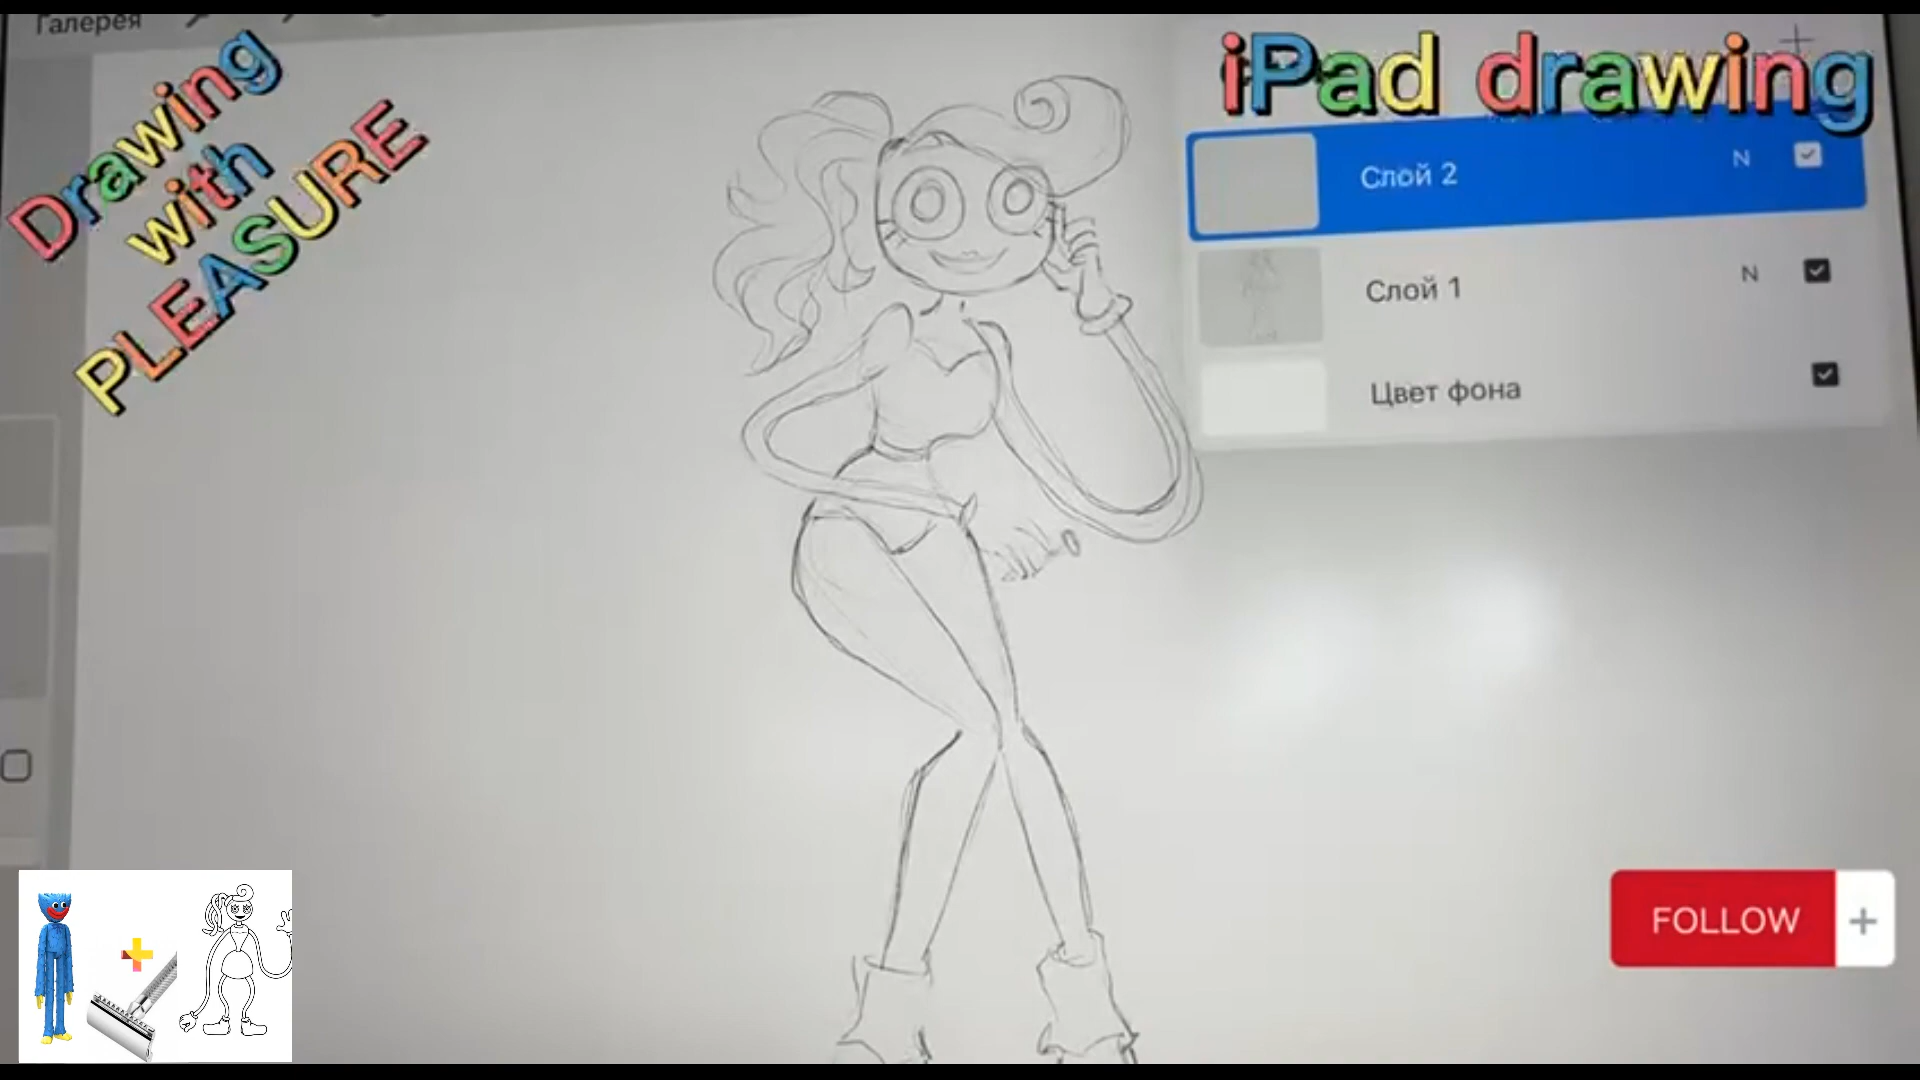 Галерея
Drawing
with
PLEASURE
iPad drawing
Слой 2
N
Слой 1
N
Цвет фона
FOLLOW